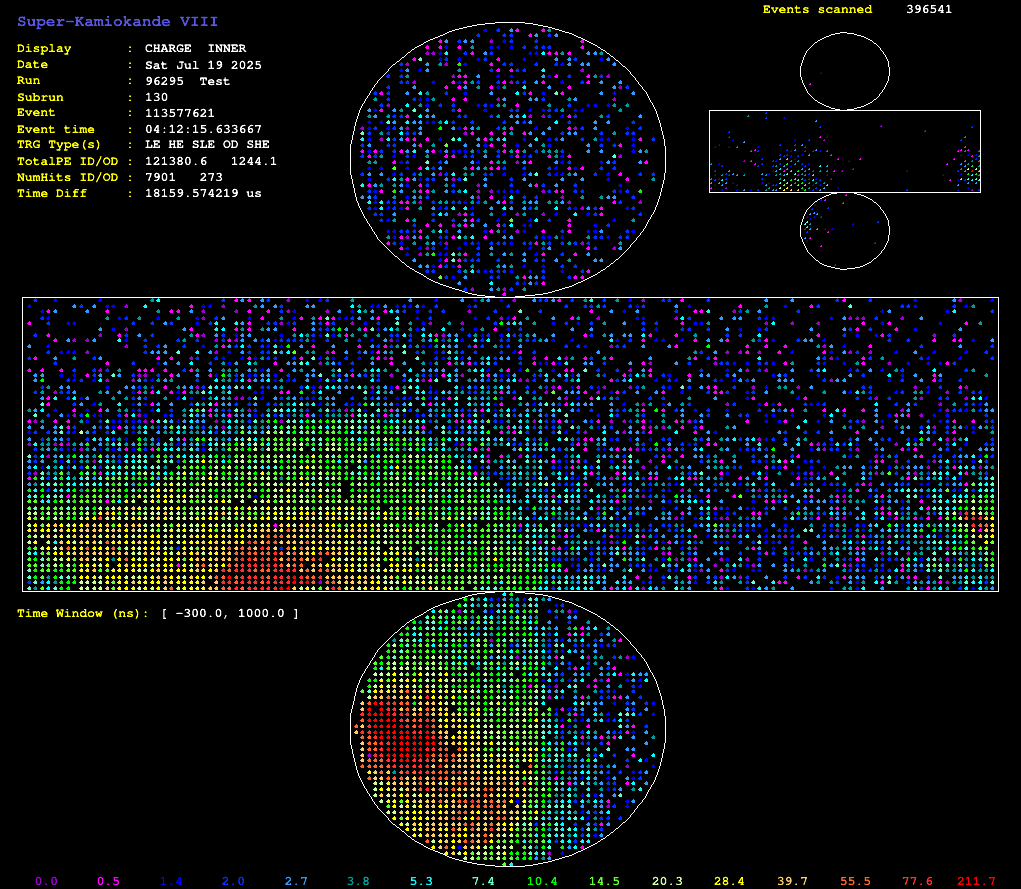 Super-Kamiokande VIII
Events scanned 396541
Display : CHARGE INNER
Date : Sat Jul 19 2025
Run : 96295 Test
Subrun : 130
Event : 113577621
Event time : 04:12:15.633667
TRG Type(s) : LE HE SLE OD SHE
TotalPE ID/OD : 121380.6 1244.1
NumHits ID/OD : 7901 273
Time Diff : 18159.574219 us
Time Window (ns): [ -300.0, 1000.0 ]
0.0 0.5 1.4 2.0 2.7 3.8 5.3 7.4 10.4 14.5 20.3 28.4 39.7 55.5 77.6 211.7